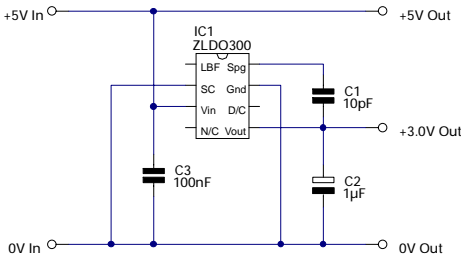 +5V In
+5V Out
IC1
ZLDO300
LBF Spg
SC Gnd
Vin D/C
N/C Vout
C1
10pF
+3.0V Out
C3
100nF
C2
1µF
0V In
0V Out